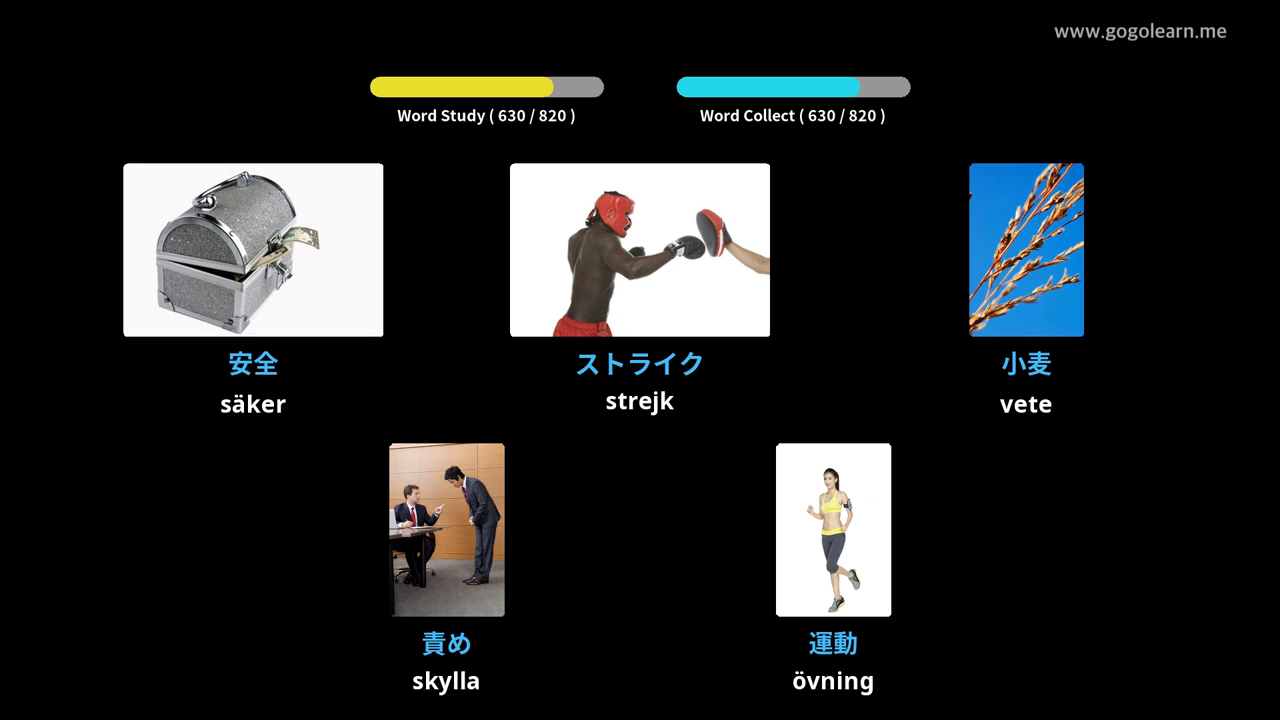 www.gogolearn.me
Word Study ( 630 / 820 )
Word Collect ( 630 / 820 )
安全
säker
ストライク
strejk
小麦
vete
責め
skylla
運動
övning